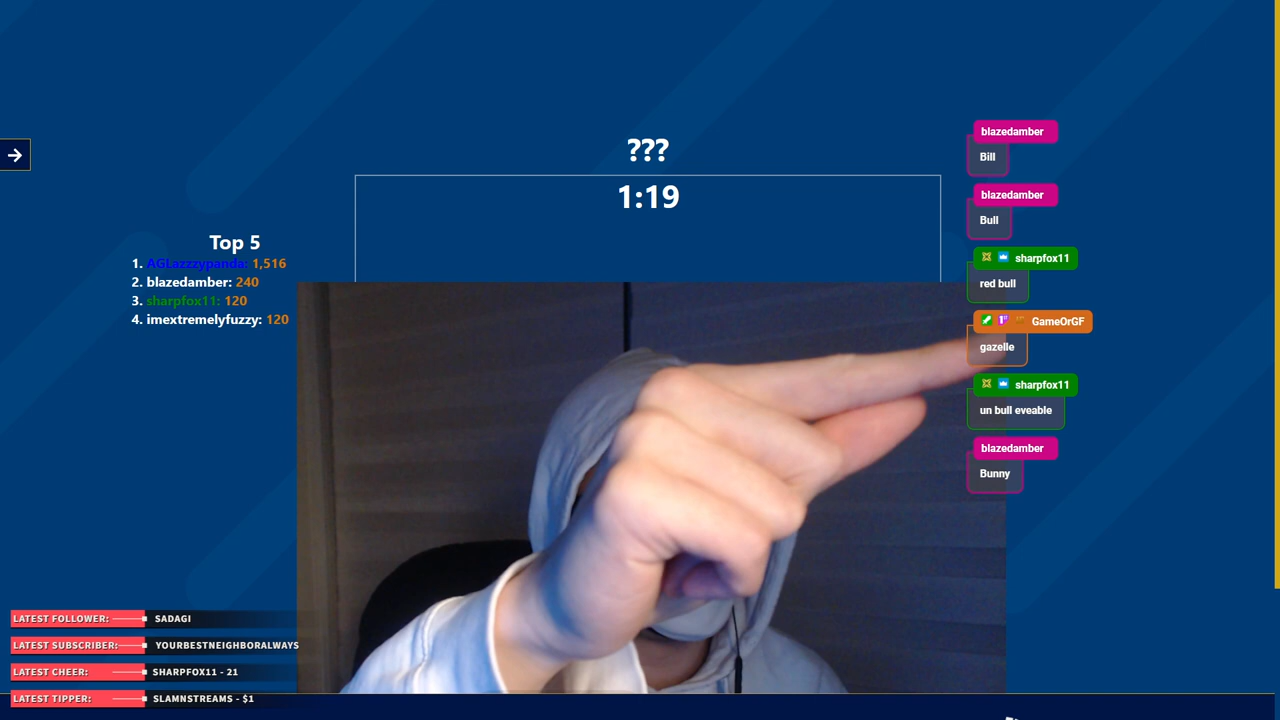 ???
1:19
Top 5
1. AGLazzzypanda: 1,516
2. blazedamber: 240
3. sharpfox11: 120
4. imextremelyfuzzy: 120
blazedamber
Bill
blazedamber
Bull
sharpfox11
red bull
GameOrGF
gazelle
sharpfox11
un bull eveable
blazedamber
Bunny
LATEST FOLLOWER: SADAGI
LATEST SUBSCRIBER: YOURBESTNEIGHBORALWAYS
LATEST CHEER: SHARPFOX11 - 21
LATEST TIPPER: SLAMNSTREAMS - $1